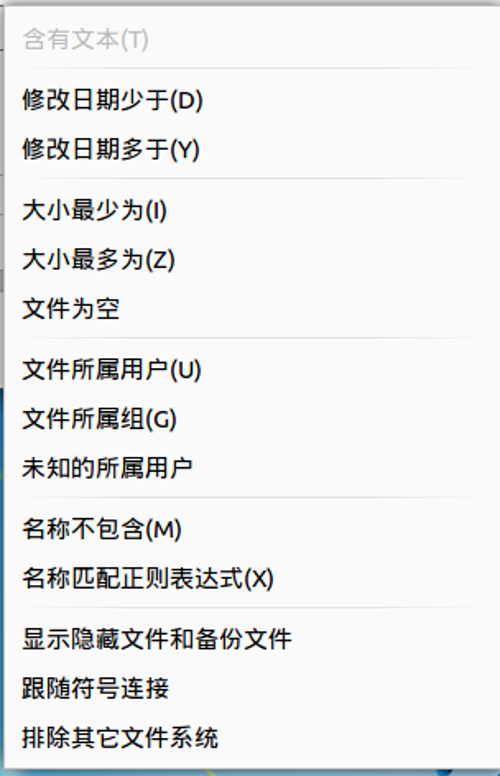 含有文本(T)
修改日期少于(D)
修改日期多于(Y)
大小最少为(I)
大小最多为(Z)
文件为空
文件所属用户(U)
文件所属组(G)
未知的所属用户
名称不包含(M)
名称匹配正则表达式(X)
显示隐藏文件和备份文件
跟随符号连接
排除其它文件系统